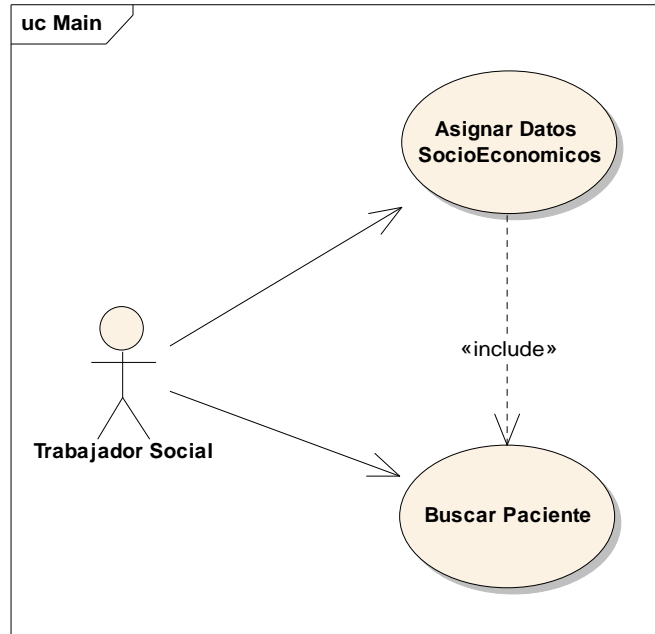 uc Main
Asignar Datos
SocioEconomicos
«include»
Trabajador Social
Buscar Paciente